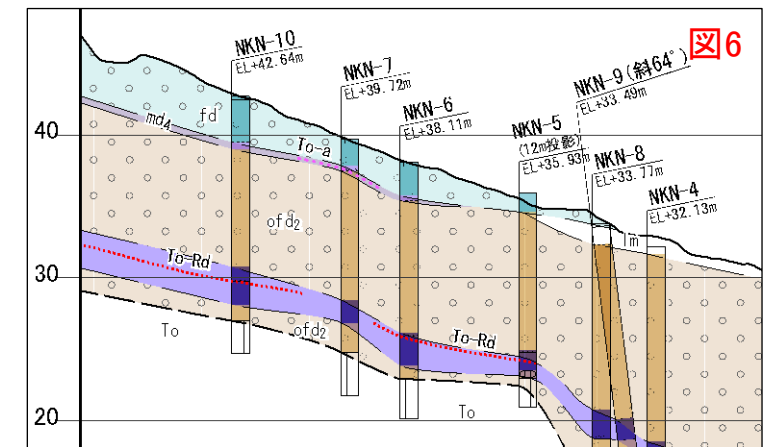 図6
NKN-10
EL+42.64m
NKN-7
EL+39.72m
NKN-6
EL+38.11m
NKN-5
(12m投影)
EL+35.93m
NKN-9(斜64°)
EL+33.49m
NKN-8
EL+33.77m
NKN-4
EL+32.13m
40
fd
md4
To-a
ofd2
lm
30
To-Rd
To
ofd2
To-Rd
To
20